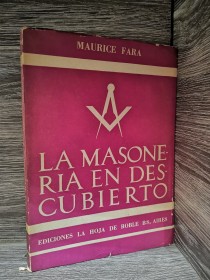 MAURICE FARA
LA MASONE-
RIA EN DES-
CUBIERTO
EDICIONES LA HOJA DE ROBLE BS. AIRES